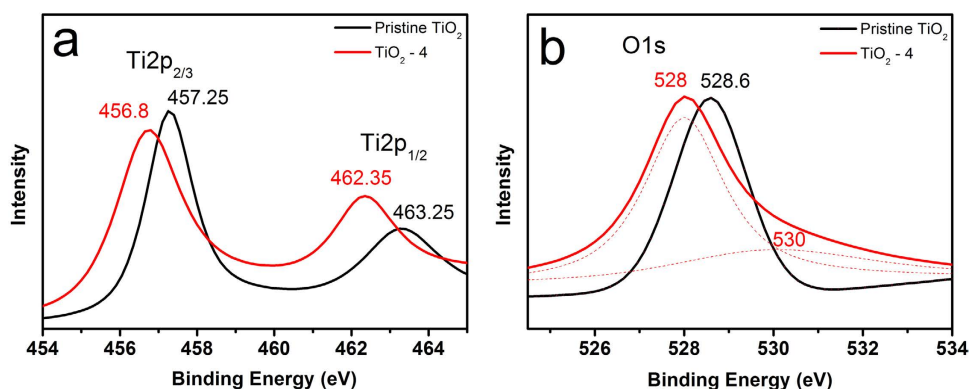 a
Pristine TiO₂
TiO₂ - 4
Ti2p₂/₃
457.25
456.8
Ti2p₁/₂
462.35
463.25
Intensity
454 456 458 460 462 464
Binding Energy (eV)
b
Pristine TiO₂
TiO₂ - 4
O1s
528
528.6
530
Intensity
526 528 530 532 534
Binding Energy (eV)